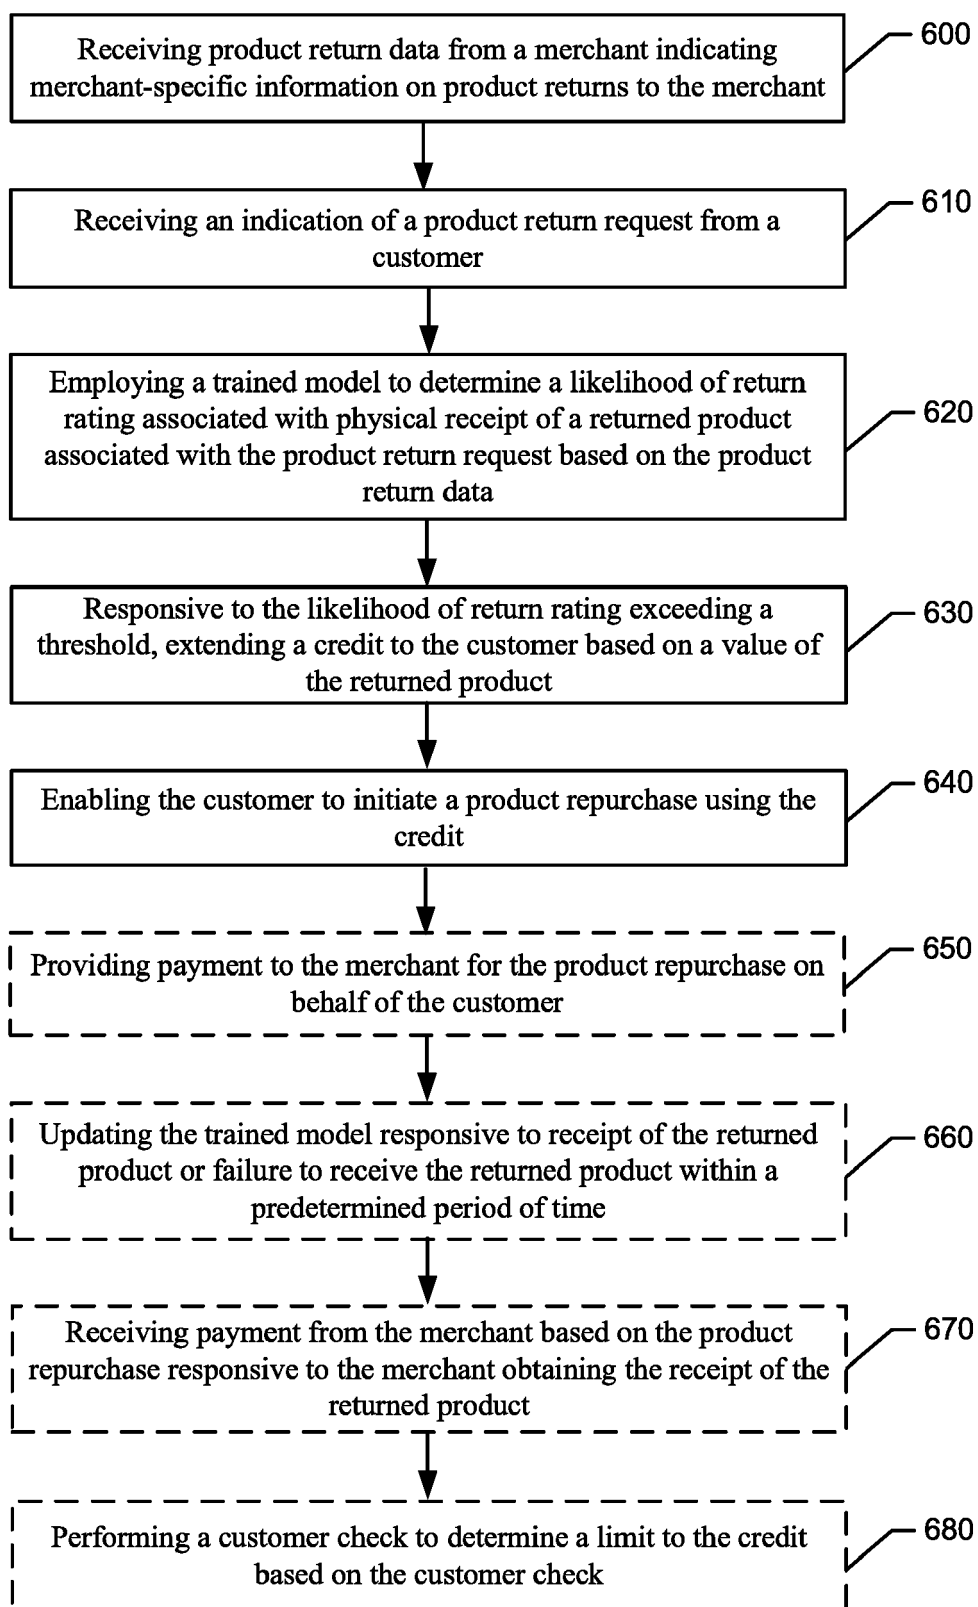 Receiving product return data from a merchant indicating
merchant-specific information on product returns to the merchant
600
Receiving an indication of a product return request from a
customer
610
Employing a trained model to determine a likelihood of return
rating associated with physical receipt of a returned product
associated with the product return request based on the product
return data
620
Responsive to the likelihood of return rating exceeding a
threshold, extending a credit to the customer based on a value of
the returned product
630
Enabling the customer to initiate a product repurchase using the
credit
640
Providing payment to the merchant for the product repurchase on
behalf of the customer
650
Updating the trained model responsive to receipt of the returned
product or failure to receive the returned product within a
predetermined period of time
660
Receiving payment from the merchant based on the product
repurchase responsive to the merchant obtaining the receipt of the
returned product
670
Performing a customer check to determine a limit to the credit
based on the customer check
680